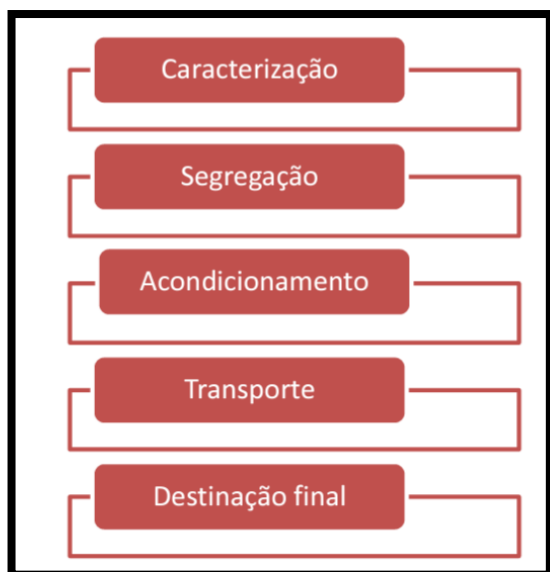 Caracterização
Segregação
Acondicionamento
Transporte
Destinação final